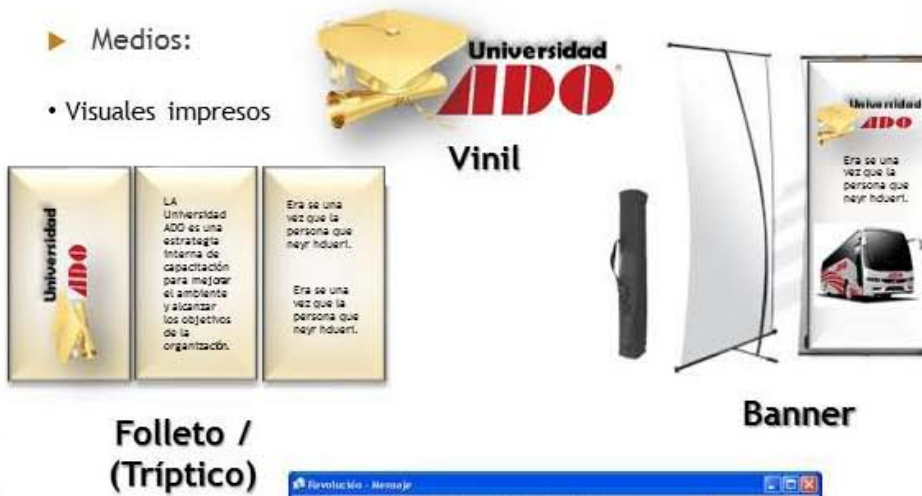 Medios:
• Visuales impresos
Universidad
ADO
Vinil
Universidad
ADO
LA
Universidad
ADO es una
estrategia
interna de
capacitación
para mejorar
el ambiente
y alcanzar
los objetivos
de la
organización.
Era se una
vez que la
persona que
neyr hduerl.
Era se una
vez que la
persona que
neyr hduerl.
Folleto /
(Tríptico)
Universidad
ADO
Era se una
vez que la
persona que
neyr hduerl.
Banner
Revolución - Mensaje